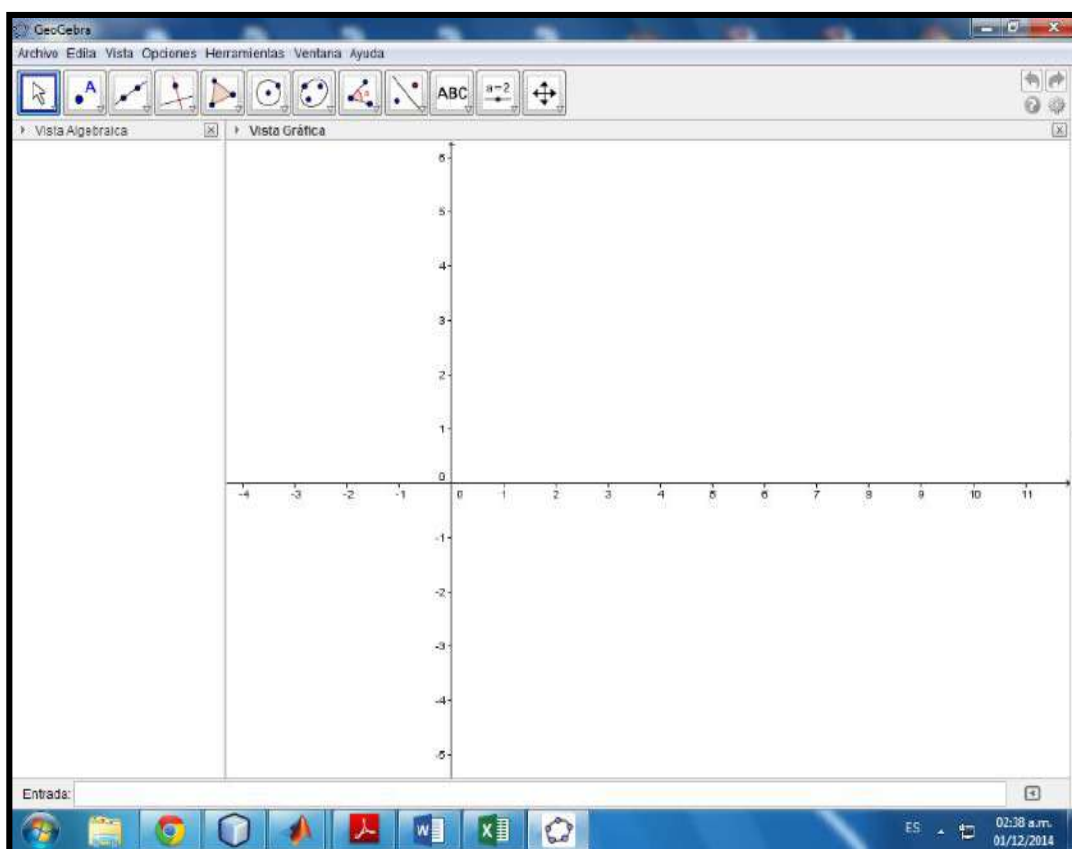 GeoGebra
Archivo Edita Vista Opciones Herramientas Ventana Ayuda
A
ABC
a=2
Vista Algebraica
Vista Gráfica
6
5
4
3
2
1
0
-4 -3 -2 -1 0 1 2 3 4 5 6 7 8 9 10 11
-1
-2
-3
-4
-5
Entrada:
ES
02:38 a.m.
01/12/2014